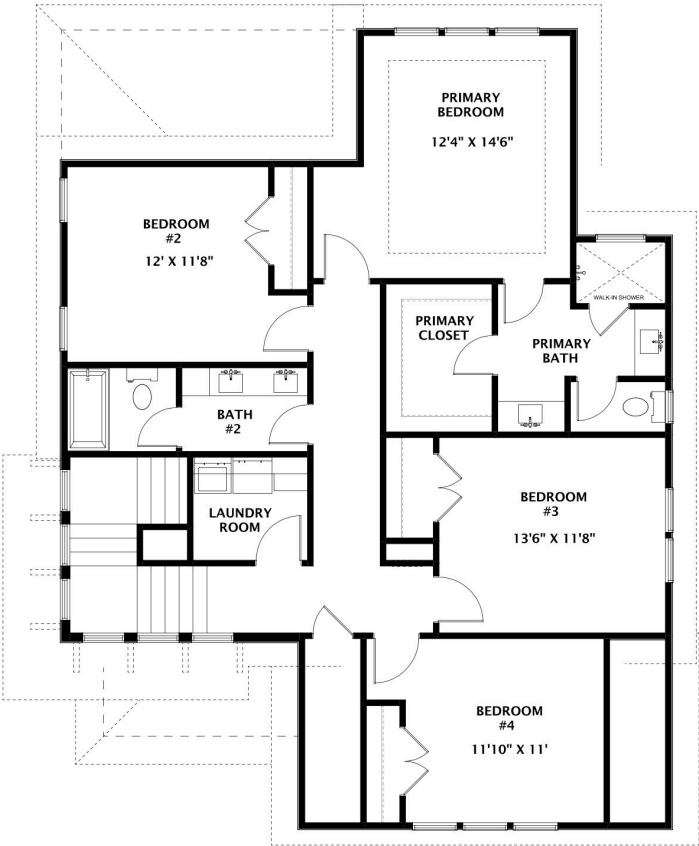 PRIMARY
BEDROOM
12'4" X 14'6"
BEDROOM
#2
12' X 11'8"
WALK-IN SHOWER
PRIMARY
CLOSET
PRIMARY
BATH
BATH
#2
LAUNDRY
ROOM
BEDROOM
#3
13'6" X 11'8"
BEDROOM
#4
11'10" X 11'